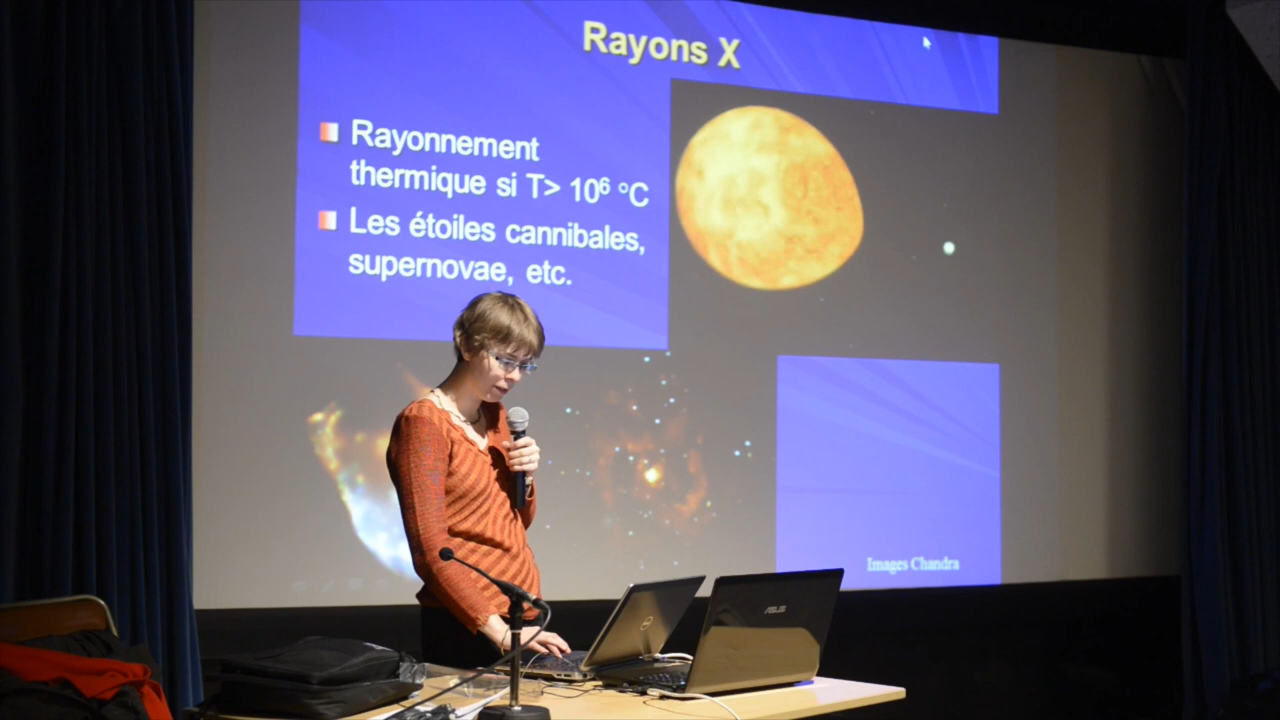 Rayons X
Rayonnement
thermique si T> 10⁶ °C
Les étoiles cannibales,
supernovae, etc.
Images Chandra
ASUS